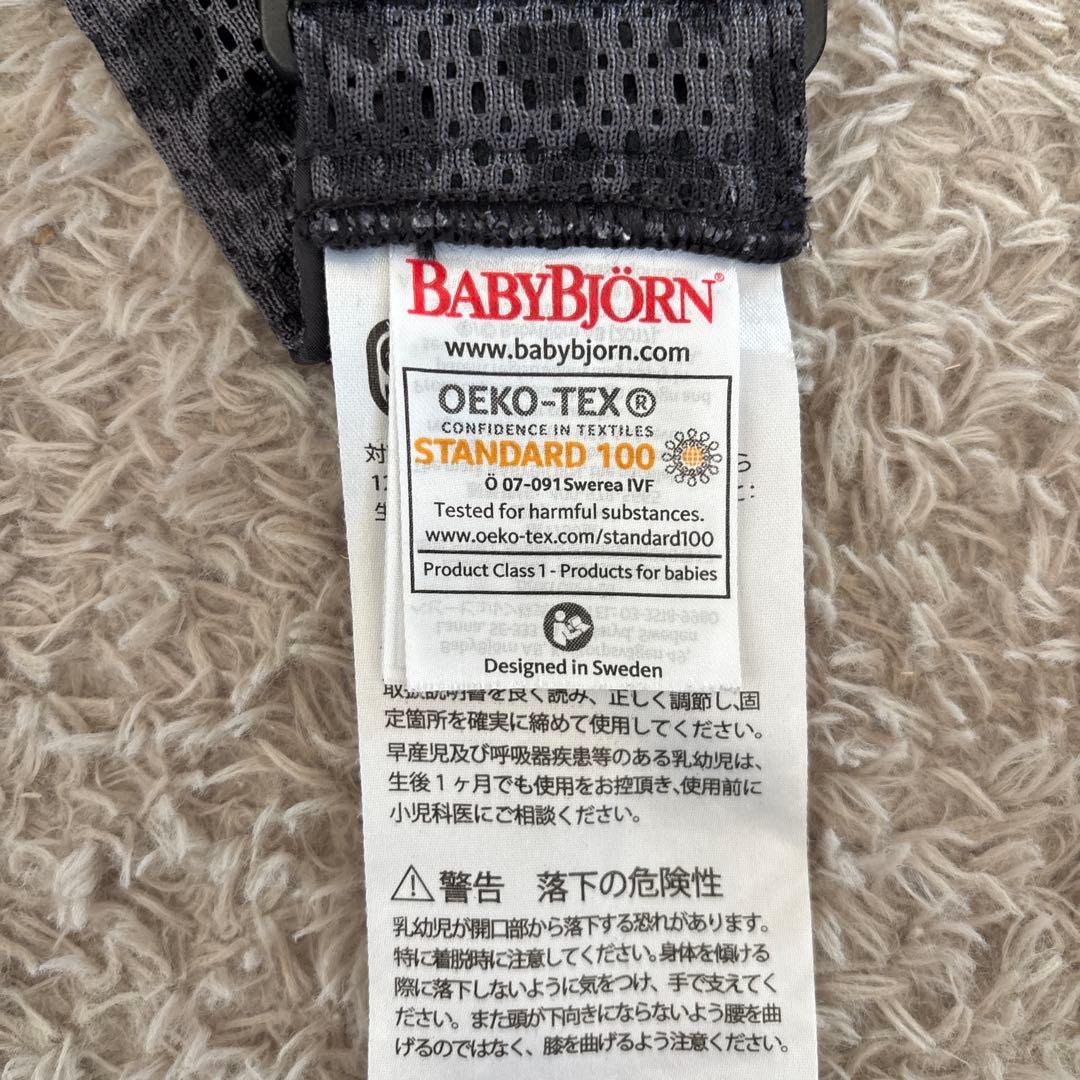 BABYBJÖRN®
www.babybjorn.com
OEKO-TEX®
CONFIDENCE IN TEXTILES
STANDARD 100
Ö 07-091 Swerea IVF
Tested for harmful substances.
www.oeko-tex.com/standard100
Product Class 1 - Products for babies
Designed in Sweden
取扱説明書を良く読み、正しく調節し、固
定箇所を確実に締めて使用してください。
早産児及び呼吸器疾患等のある乳幼児は、
生後1ヶ月でも使用をお控頂き、使用前に
小児科医にご相談ください。
⚠警告 落下の危険性
乳幼児が開口部から落下する恐れがあります。
特に着脱時に注意してください。身体を傾ける
際に落下しないように気をつけ、手で支えてく
ださい。また頭が下向きにならないよう腰を曲
げるのではなく、膝を曲げるよう注意ください。